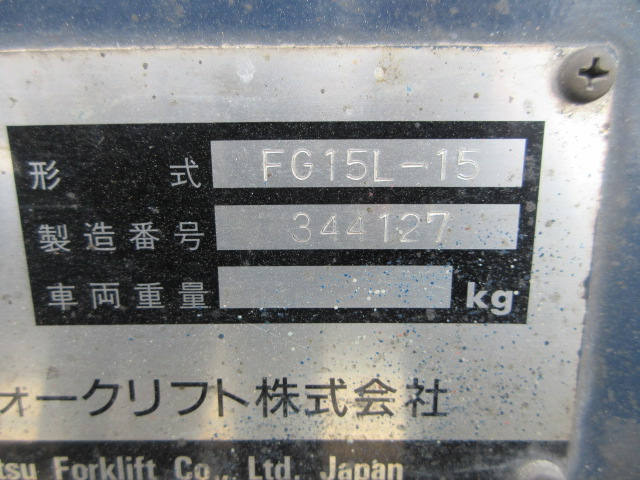 形式 FG15L-15
製造番号 344127
車両重量 - kg
ォークリフト株式会社
tsu Forklift Co., Ltd. Japan